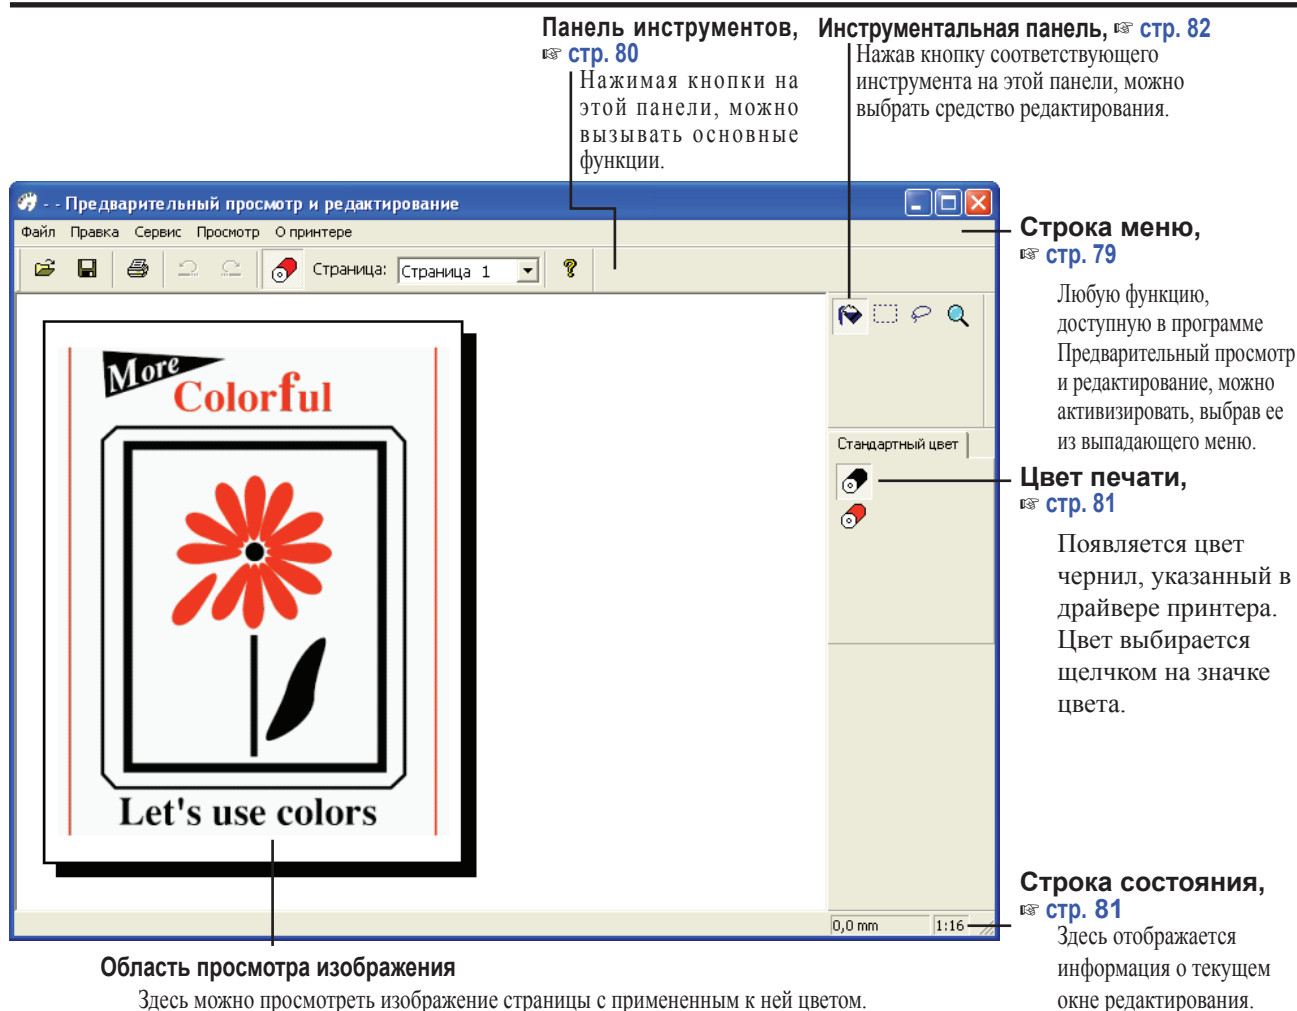 Панель инструментов,
☞ стр. 80
Нажимая кнопки на
этой панели, можно
вызывать основные
функции.
Инструментальная панель, ☞ стр. 82
Нажав кнопку соответствующего
инструмента на этой панели, можно
выбрать средство редактирования.
- - Предварительный просмотр и редактирование
Файл Правка Сервис Просмотр О принтере
Страница: Страница 1
More
Colorful
Let's use colors
Стандартный цвет
0,0 mm 1:16
Строка меню,
☞ стр. 79
Любую функцию,
доступную в программе
Предварительный просмотр
и редактирование, можно
активизировать, выбрав ее
из выпадающего меню.
Цвет печати,
☞ стр. 81
Появляется цвет
чернил, указанный в
драйвере принтера.
Цвет выбирается
щелчком на значке
цвета.
Строка состояния,
☞ стр. 81
Здесь отображается
информация о текущем
окне редактирования.
Область просмотра изображения
Здесь можно просмотреть изображение страницы с примененным к ней цветом.